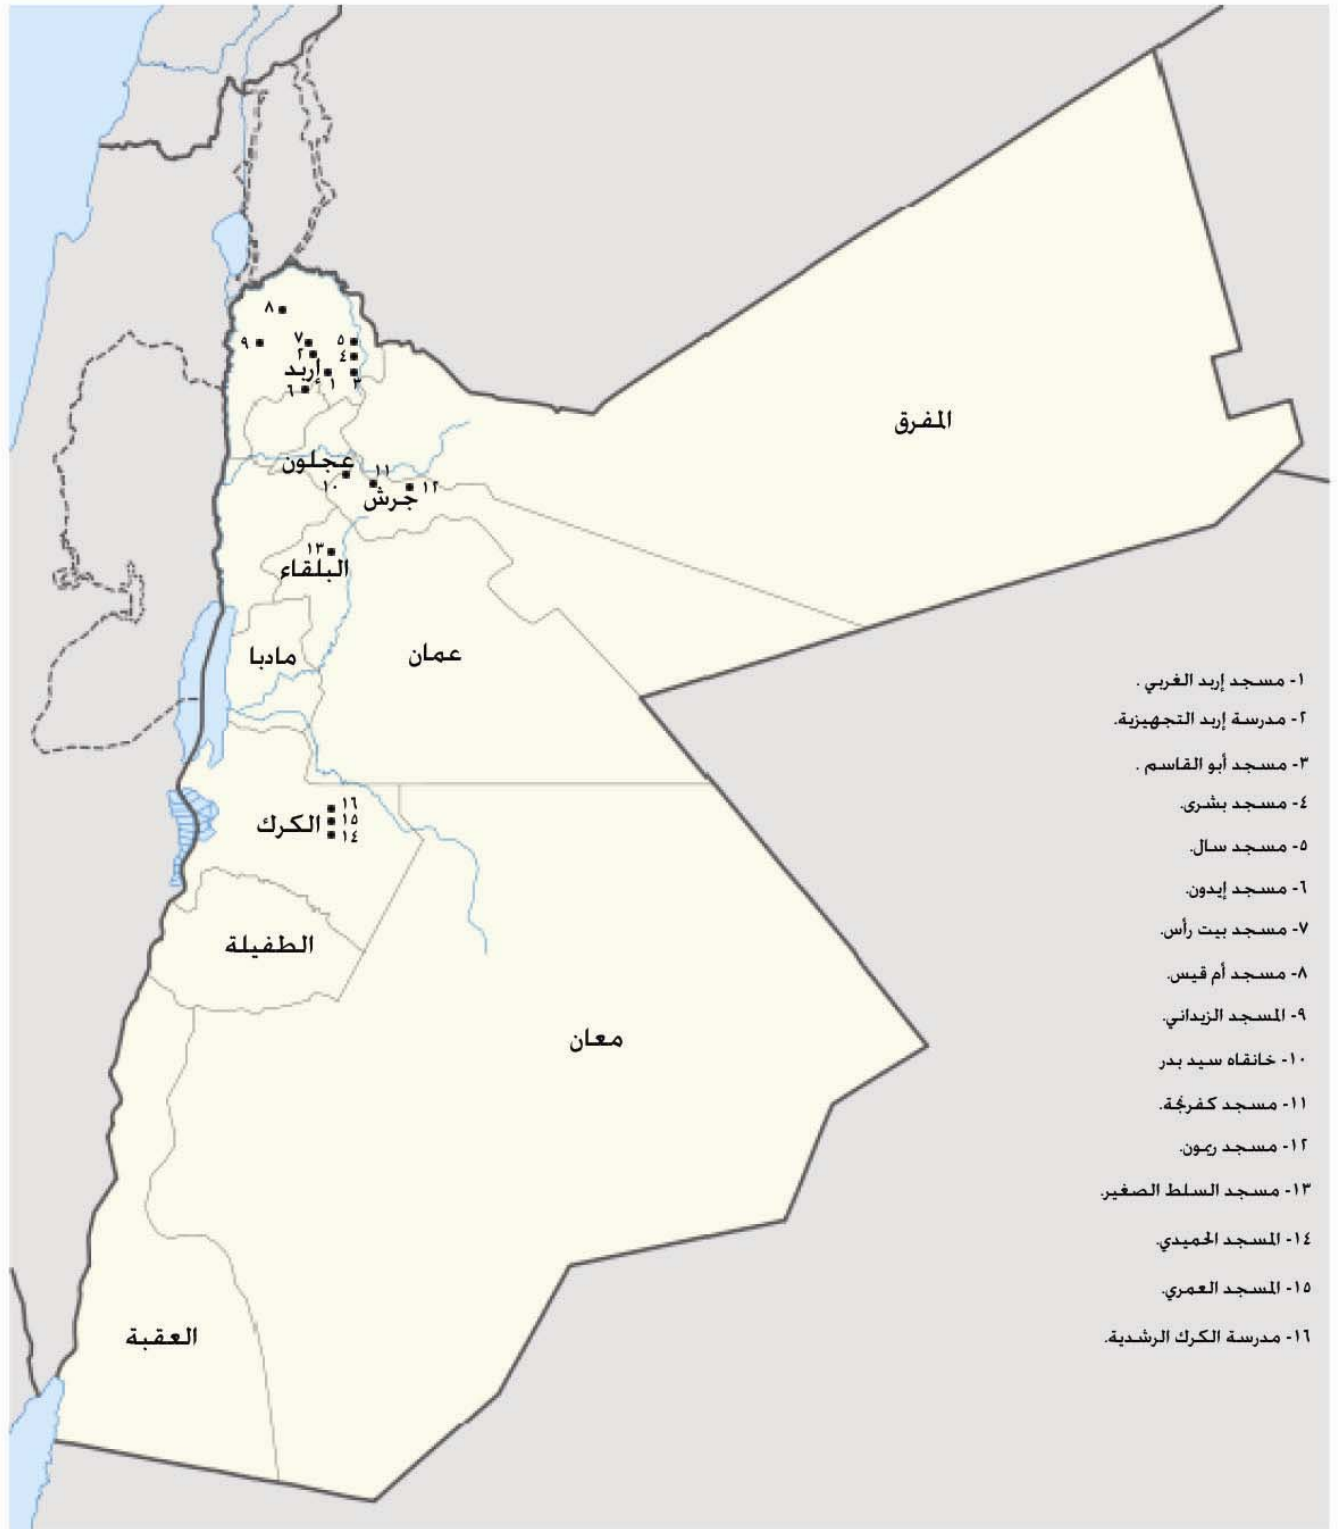 ٨
٩
٧
٥
٢
٤
إربد
١
٣
٦
المفرق
عجلون
١١
١٠
١٢
جرش
١٣
البلقاء
مادبا
عمان
١٦
الكرك
١٥
١٤
الطفيلة
معان
العقبة
١- مسجد إربد الغربي .
٢- مدرسة إربد التجهيزية.
٣- مسجد أبو القاسم .
٤- مسجد بشرى.
٥- مسجد سال.
٦- مسجد إيدون.
٧- مسجد بيت رأس.
٨- مسجد أم قيس.
٩- المسجد الزيداني.
١٠- خانقاه سيد بدر
١١- مسجد كفرنجة.
١٢- مسجد ريمون.
١٣- مسجد السلط الصغير.
١٤- المسجد الحميدي.
١٥- المسجد العمري.
١٦- مدرسة الكرك الرشدية.